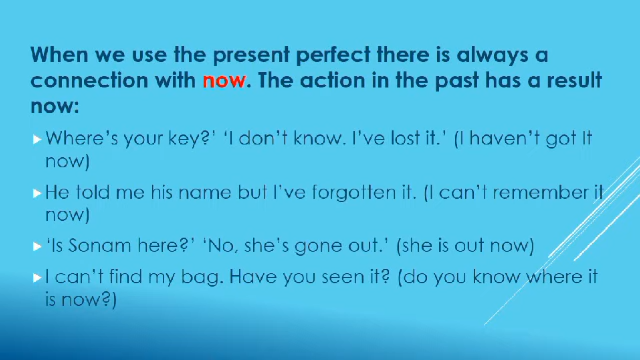 When we use the present perfect there is always a
connection with now. The action in the past has a result
now:
Where's your key?' 'I don't know. I've lost it.' (I haven't got It
now)
He told me his name but I've forgotten it. (I can't remember it
now)
'Is Sonam here?' 'No, she's gone out.' (she is out now)
I can't find my bag. Have you seen it? (do you know where it
is now?)